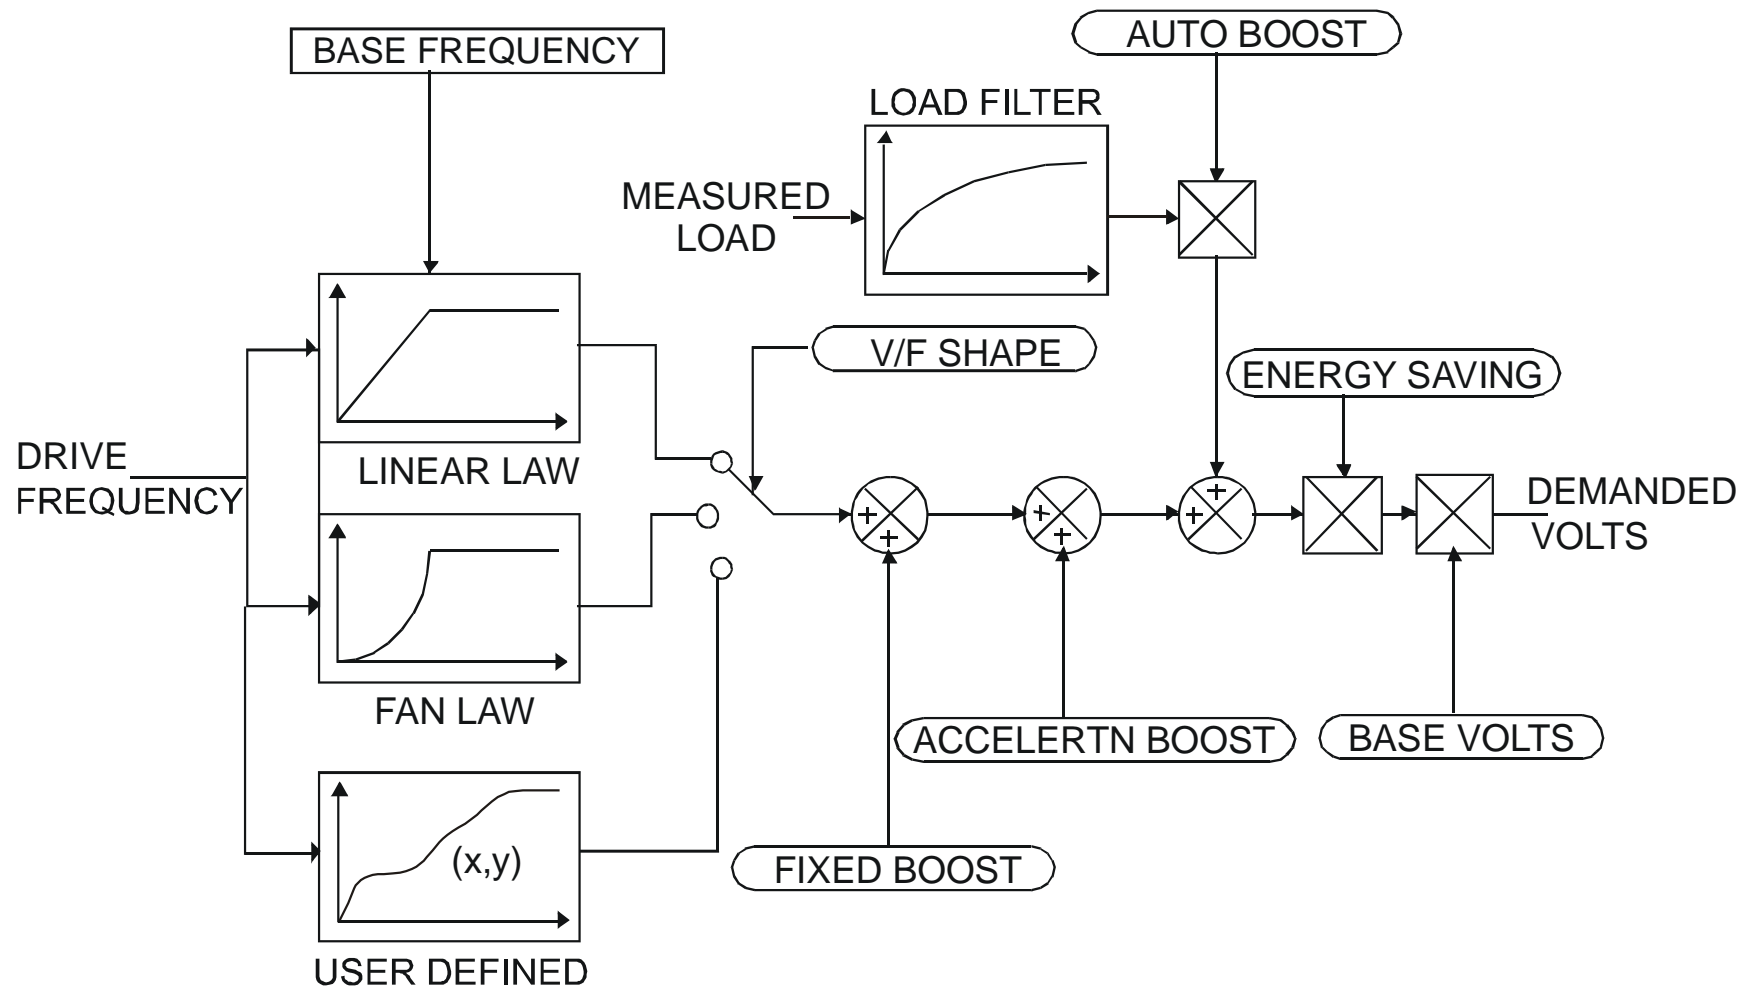 BASE FREQUENCY
AUTO BOOST
LOAD FILTER
MEASURED
LOAD
V/F SHAPE
ENERGY SAVING
DRIVE
FREQUENCY
LINEAR LAW
+
+
+
+
+
+
DEMANDED
VOLTS
FAN LAW
ACCELERTN BOOST
BASE VOLTS
(x,y)
FIXED BOOST
USER DEFINED